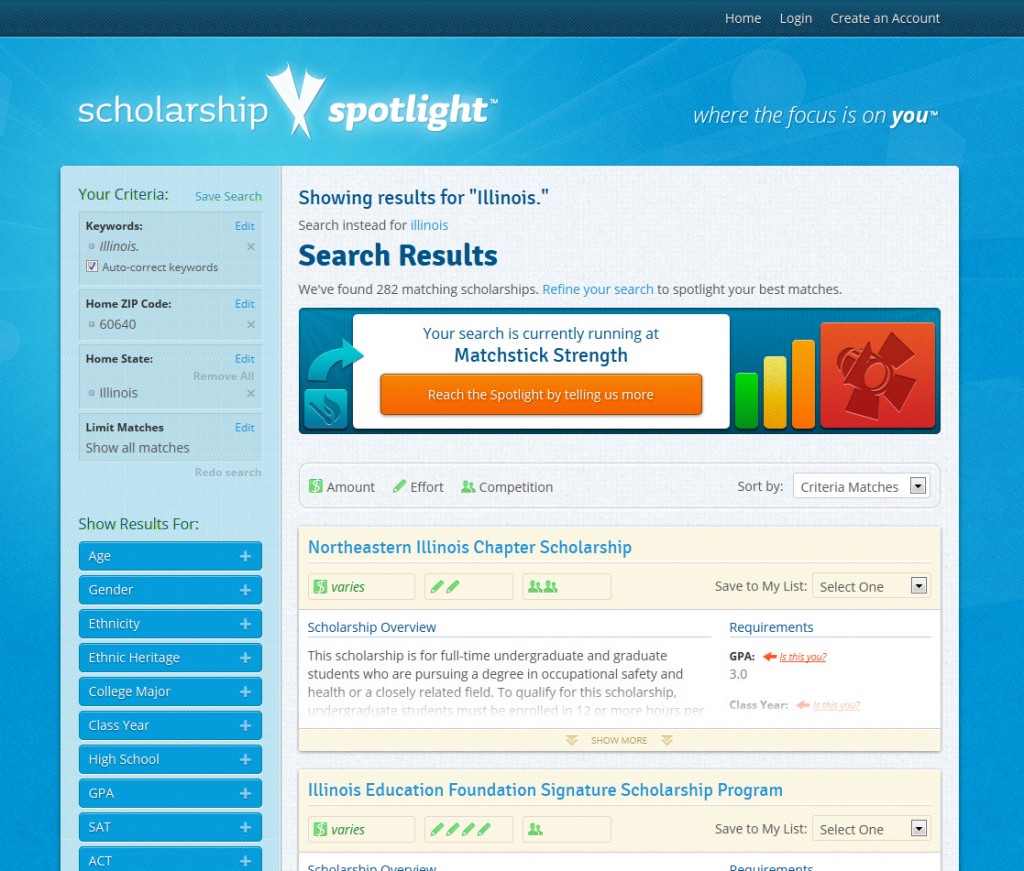 Home Login Create an Account
scholarship spotlight™
where the focus is on you™
Your Criteria: Save Search
Keywords: Edit
Illinois.
Auto-correct keywords
Home ZIP Code: Edit
60640
Home State: Edit
Remove All
Illinois
Limit Matches Edit
Show all matches
Redo search
Show Results For:
Age
Gender
Ethnicity
Ethnic Heritage
College Major
Class Year
High School
GPA
SAT
ACT
Showing results for "Illinois."
Search instead for illinois
Search Results
We've found 282 matching scholarships. Refine your search to spotlight your best matches.
Your search is currently running at
Matchstick Strength
Reach the Spotlight by telling us more
Amount Effort Competition Sort by: Criteria Matches
Northeastern Illinois Chapter Scholarship
varies Save to My List: Select One
Scholarship Overview
This scholarship is for full-time undergraduate and graduate
students who are pursuing a degree in occupational safety and
health or a closely related field. To qualify for this scholarship,
undergraduate students must be enrolled in 12 or more hours per
Requirements
GPA: Is this you?
3.0
Class Year: Is this you?
SHOW MORE
Illinois Education Foundation Signature Scholarship Program
varies Save to My List: Select One
Scholarship Overview Requirements